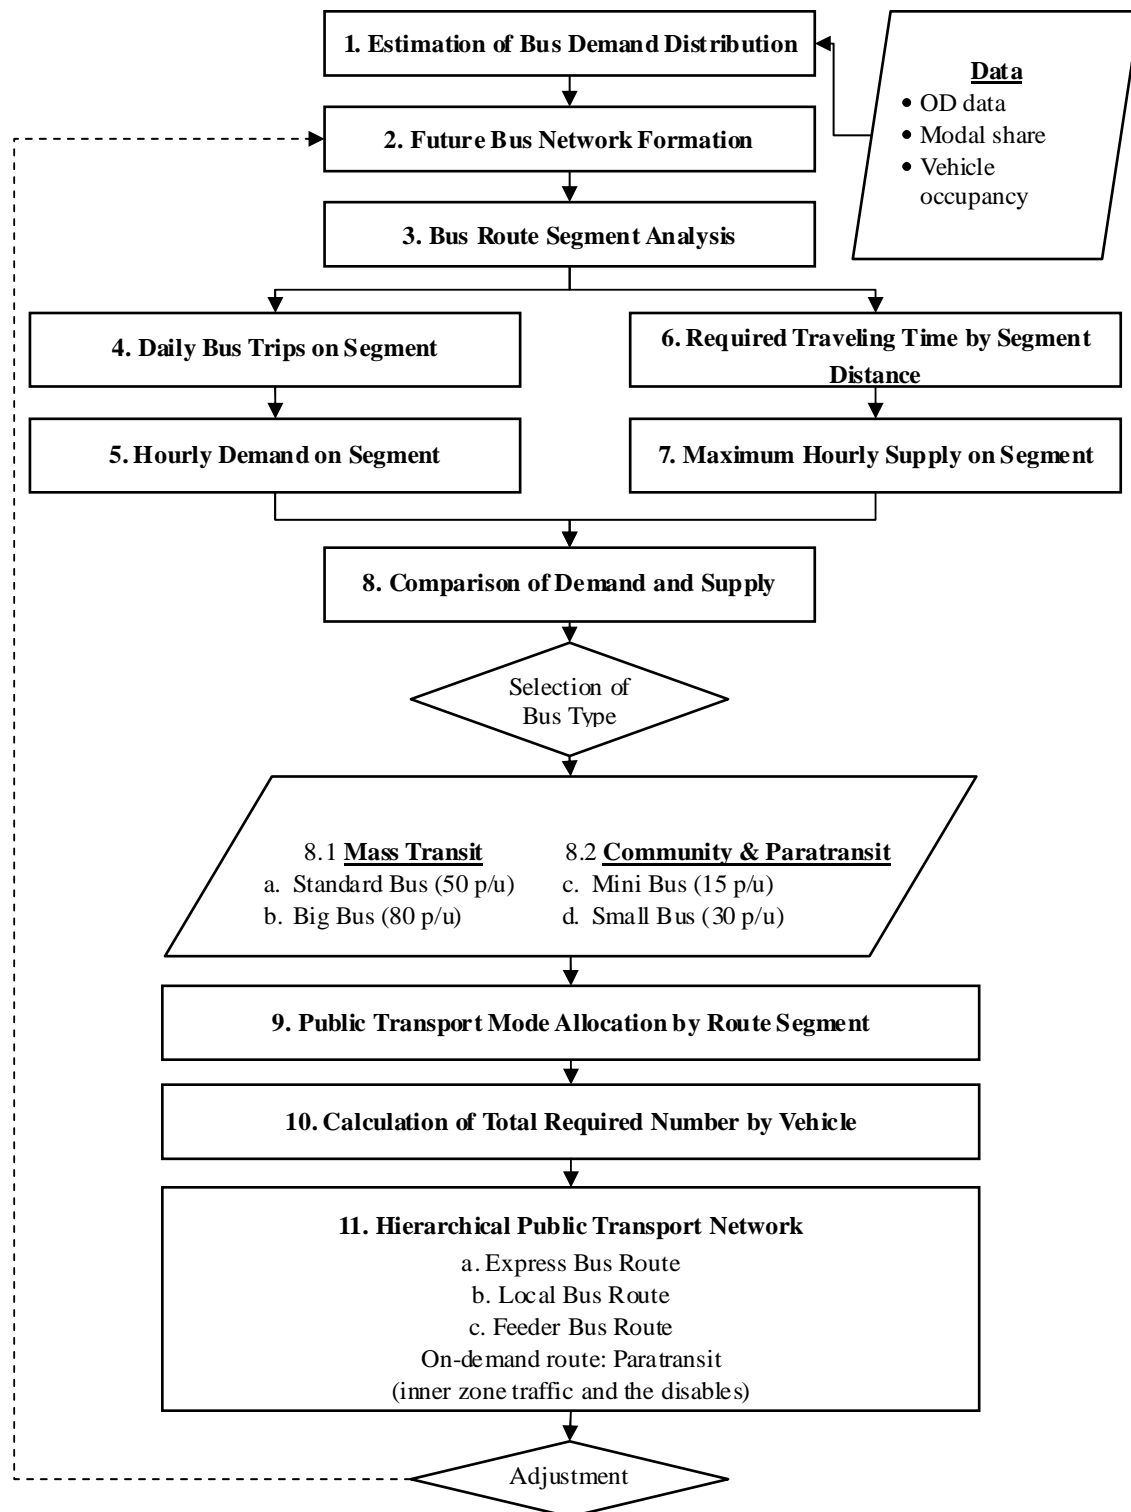 1. Estimation of Bus Demand Distribution
Data
• OD data
• Modal share
• Vehicle
occupancy
2. Future Bus Network Formation
3. Bus Route Segment Analysis
4. Daily Bus Trips on Segment
6. Required Traveling Time by Segment
Distance
5. Hourly Demand on Segment
7. Maximum Hourly Supply on Segment
8. Comparison of Demand and Supply
Selection of
Bus Type
8.1 Mass Transit
a. Standard Bus (50 p/u)
b. Big Bus (80 p/u)
8.2 Community & Paratransit
c. Mini Bus (15 p/u)
d. Small Bus (30 p/u)
9. Public Transport Mode Allocation by Route Segment
10. Calculation of Total Required Number by Vehicle
11. Hierarchical Public Transport Network
a. Express Bus Route
b. Local Bus Route
c. Feeder Bus Route
On-demand route: Paratransit
(inner zone traffic and the disables)
Adjustment